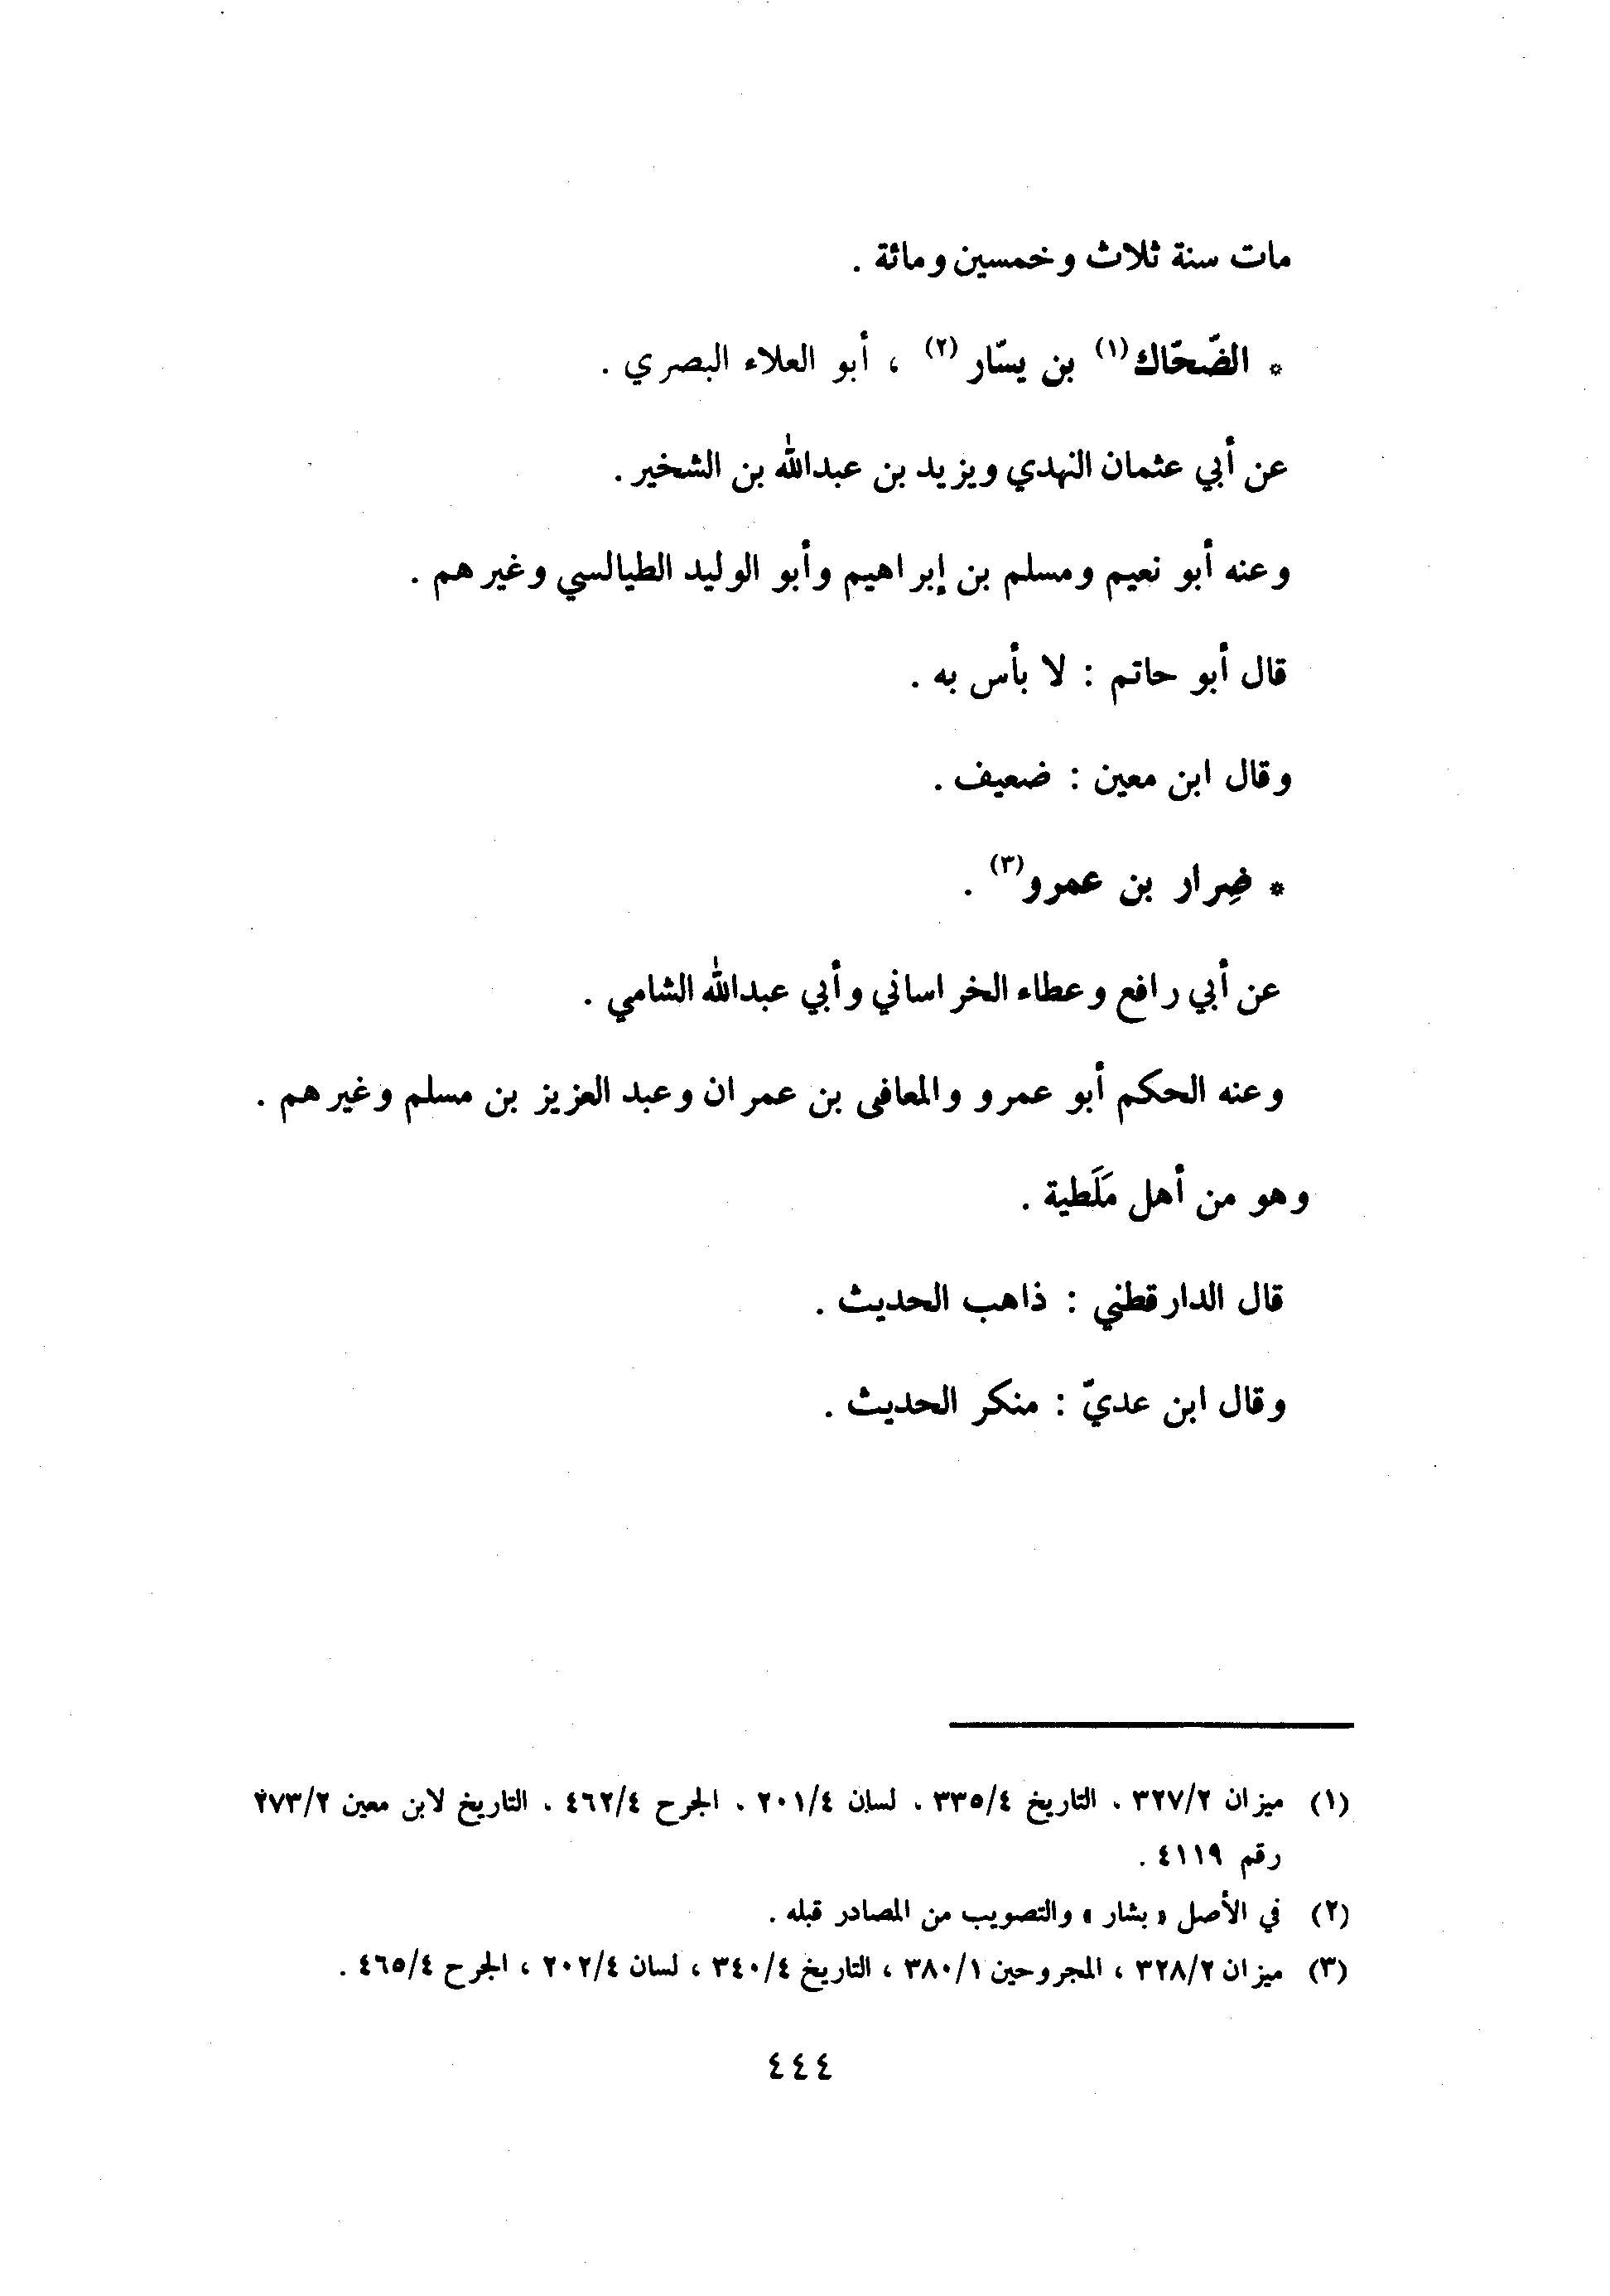 مات سنة ثلاث وخمسين ومائة .
* الضّحّاك(١) بن يسّار (٢) ، أبو العلاء البصري .
عن أبي عثمان النهدي ويزيد بن عبدالله بن الشخير .
وعنه أبو نعيم ومسلم بن إبراهيم وأبو الوليد الطيالسي وغيرهم .
قال أبو حاتم : لا بأس به .
وقال ابن معين : ضعيف .
* ضِرار بن عمرو(٣) .
عن أبي رافع وعطاء الخراساني وأبي عبدالله الشامي .
وعنه الحكم أبو عمرو والمعافى بن عمران وعبد العزيز بن مسلم وغيرهم .
وهو من أهل مَلَطية .
قال الدارقطني : ذاهب الحديث .
وقال ابن عديّ : منكر الحديث .
(١) ميزان ٣٢٧/٢ ، التاريخ ٣٣٥/٤ ، لسان ٢٠١/٤ ، الجرح ٤٦٢/٤ ، التاريخ لابن معين ٢٧٣/٢
رقم ٤١١٩ .
(٢) في الأصل « بشار » والتصويب من المصادر قبله .
(٣) ميزان ٣٢٨/٢ ، المجروحين ٣٨٠/١ ، التاريخ ٣٤٠/٤ ، لسان ٢٠٢/٤ ، الجرح ٤٦٥/٤ .
٤٤٤